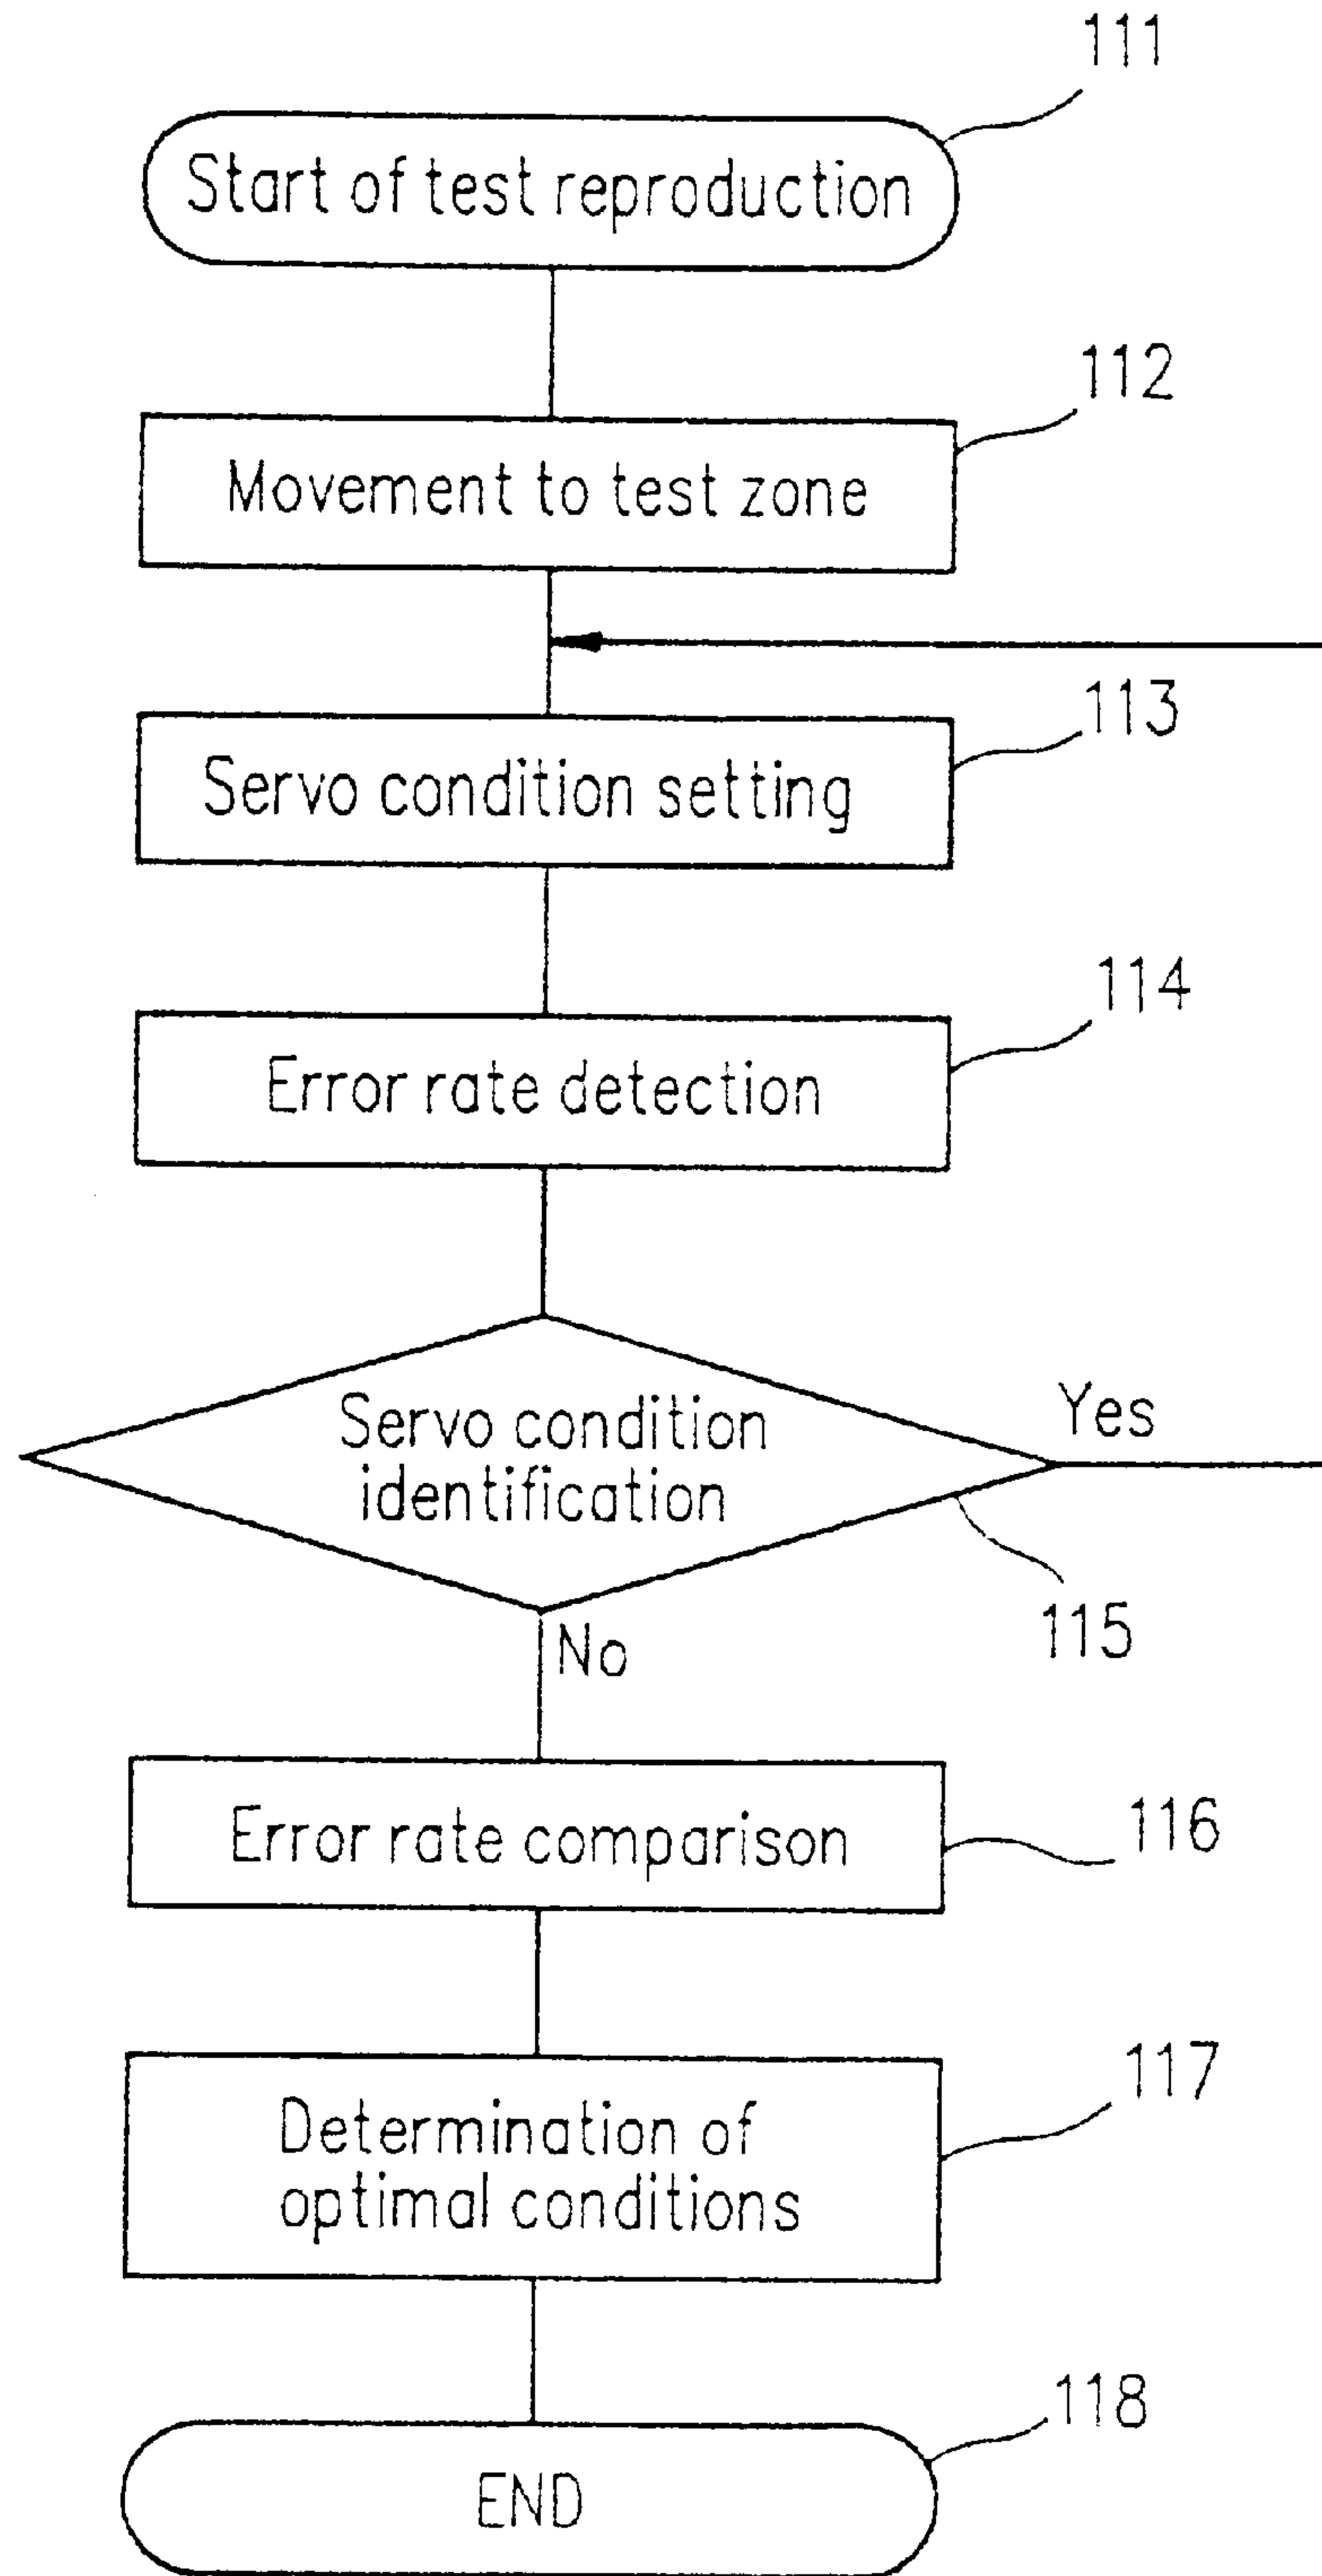 111
Start of test reproduction
112
Movement to test zone
113
Servo condition setting
114
Error rate detection
Servo condition
identification
Yes
115
No
Error rate comparison
116
117
Determination of
optimal conditions
118
END